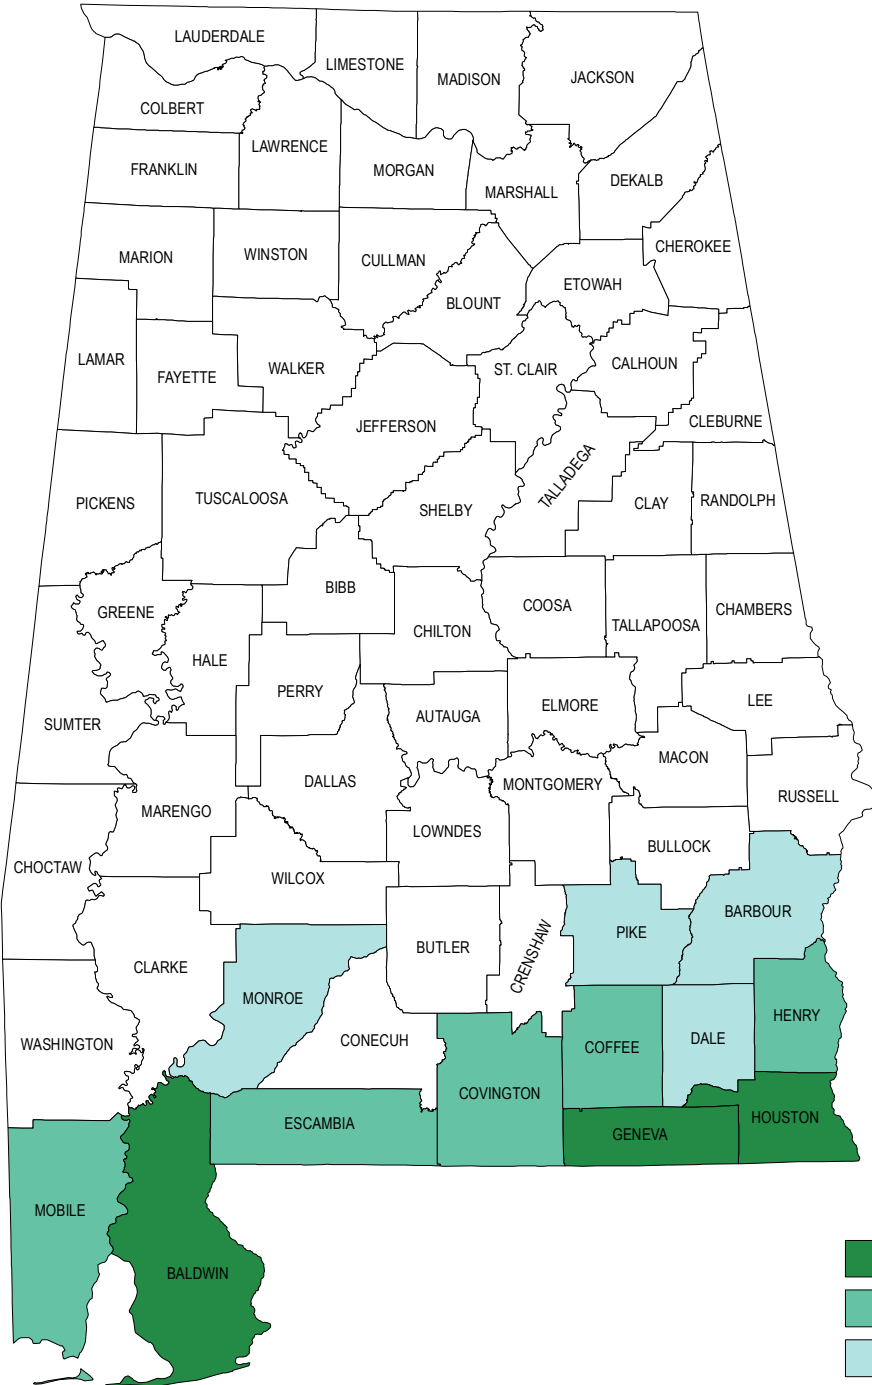 LAUDERDALE
LIMESTONE
MADISON
JACKSON
COLBERT
LAWRENCE
FRANKLIN
MORGAN
MARSHALL
DEKALB
CHEROKEE
MARION
WINSTON
CULLMAN
BLOUNT
ETOWAH
LAMAR
FAYETTE
WALKER
ST. CLAIR
CALHOUN
JEFFERSON
CLEBURNE
TALLADEGA
PICKENS
TUSCALOOSA
SHELBY
CLAY
RANDOLPH
BIBB
GREENE
COOSA
CHAMBERS
TALLAPOOSA
CHILTON
HALE
PERRY
LEE
ELMORE
AUTAUGA
SUMTER
MACON
DALLAS
MONTGOMERY
RUSSELL
MARENGO
LOWNDES
BULLOCK
CHOCTAW
WILCOX
BARBOUR
PIKE
BUTLER
CRENSHAW
CLARKE
MONROE
HENRY
WASHINGTON
CONECUH
COFFEE
DALE
COVINGTON
HOUSTON
ESCAMBIA
GENEVA
MOBILE
BALDWIN